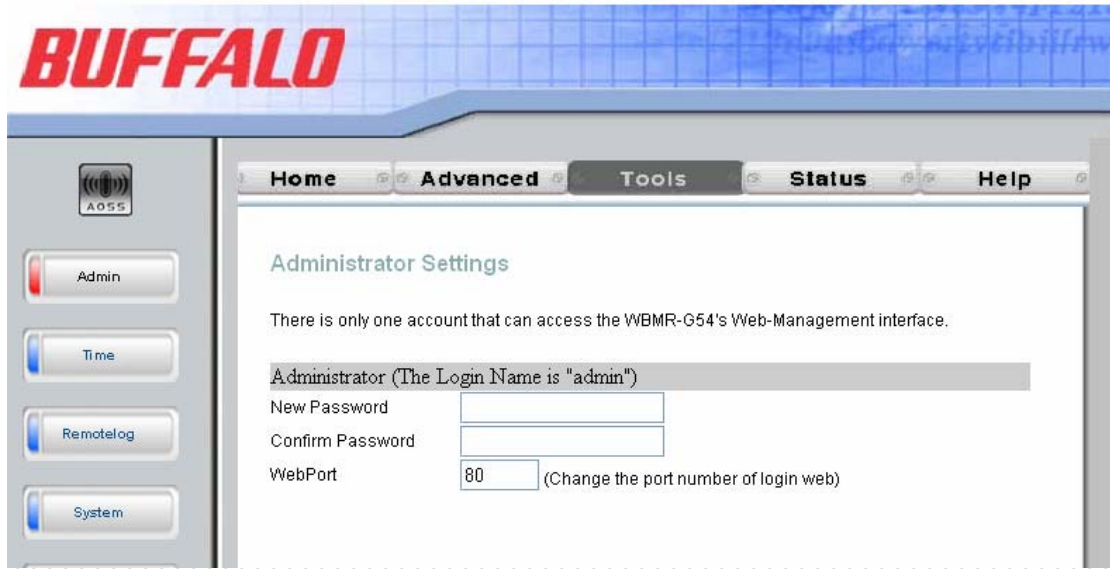 BUFFALO
AOSS
Home Advanced Tools Status Help
Admin
Time
Remotelog
System
Administrator Settings
There is only one account that can access the WBMR-G54's Web-Management interface.
Administrator (The Login Name is "admin")
New Password
Confirm Password
WebPort 80 (Change the port number of login web)